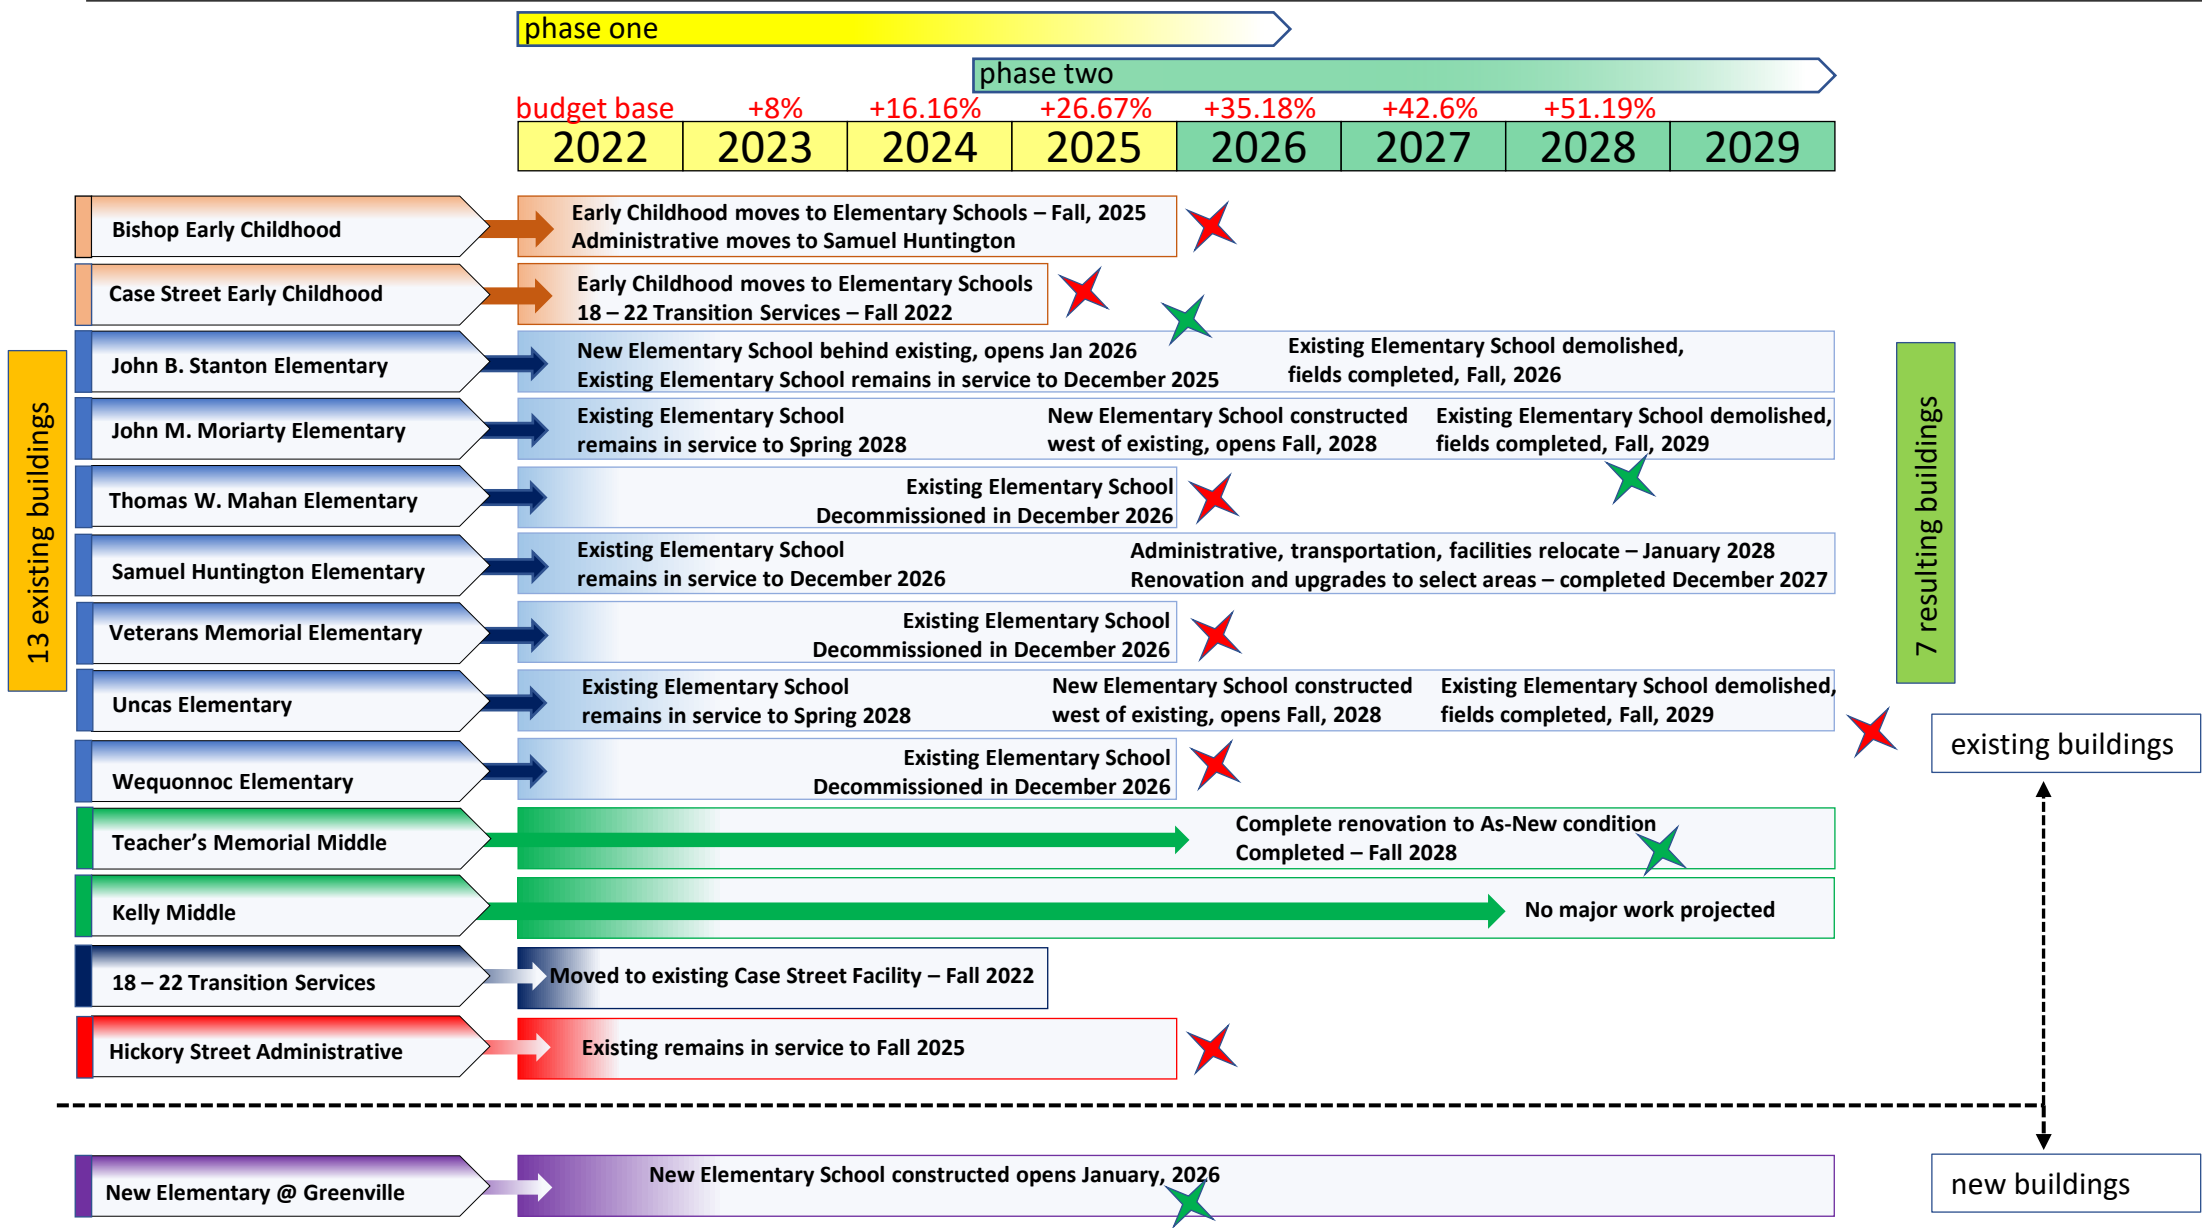 phase one
phase two
budget base +8% +16.16% +26.67% +35.18% +42.6% +51.19%
2022 2023 2024 2025 2026 2027 2028 2029
13 existing buildings
7 resulting buildings
Bishop Early Childhood
Early Childhood moves to Elementary Schools – Fall, 2025
Administrative moves to Samuel Huntington
Case Street Early Childhood
Early Childhood moves to Elementary Schools
18 – 22 Transition Services – Fall 2022
John B. Stanton Elementary
New Elementary School behind existing, opens Jan 2026
Existing Elementary School remains in service to December 2025
Existing Elementary School demolished,
fields completed, Fall, 2026
John M. Moriarty Elementary
Existing Elementary School
remains in service to Spring 2028
New Elementary School constructed
west of existing, opens Fall, 2028
Existing Elementary School demolished,
fields completed, Fall, 2029
Thomas W. Mahan Elementary
Existing Elementary School
Decommissioned in December 2026
Samuel Huntington Elementary
Existing Elementary School
remains in service to December 2026
Administrative, transportation, facilities relocate – January 2028
Renovation and upgrades to select areas – completed December 2027
Veterans Memorial Elementary
Existing Elementary School
Decommissioned in December 2026
Uncas Elementary
Existing Elementary School
remains in service to Spring 2028
New Elementary School constructed
west of existing, opens Fall, 2028
Existing Elementary School demolished,
fields completed, Fall, 2029
Wequonnoc Elementary
Existing Elementary School
Decommissioned in December 2026
Teacher’s Memorial Middle
Complete renovation to As-New condition
Completed – Fall 2028
Kelly Middle
No major work projected
18 – 22 Transition Services
Moved to existing Case Street Facility – Fall 2022
Hickory Street Administrative
Existing remains in service to Fall 2025
existing buildings
New Elementary @ Greenville
New Elementary School constructed opens January, 2026
new buildings